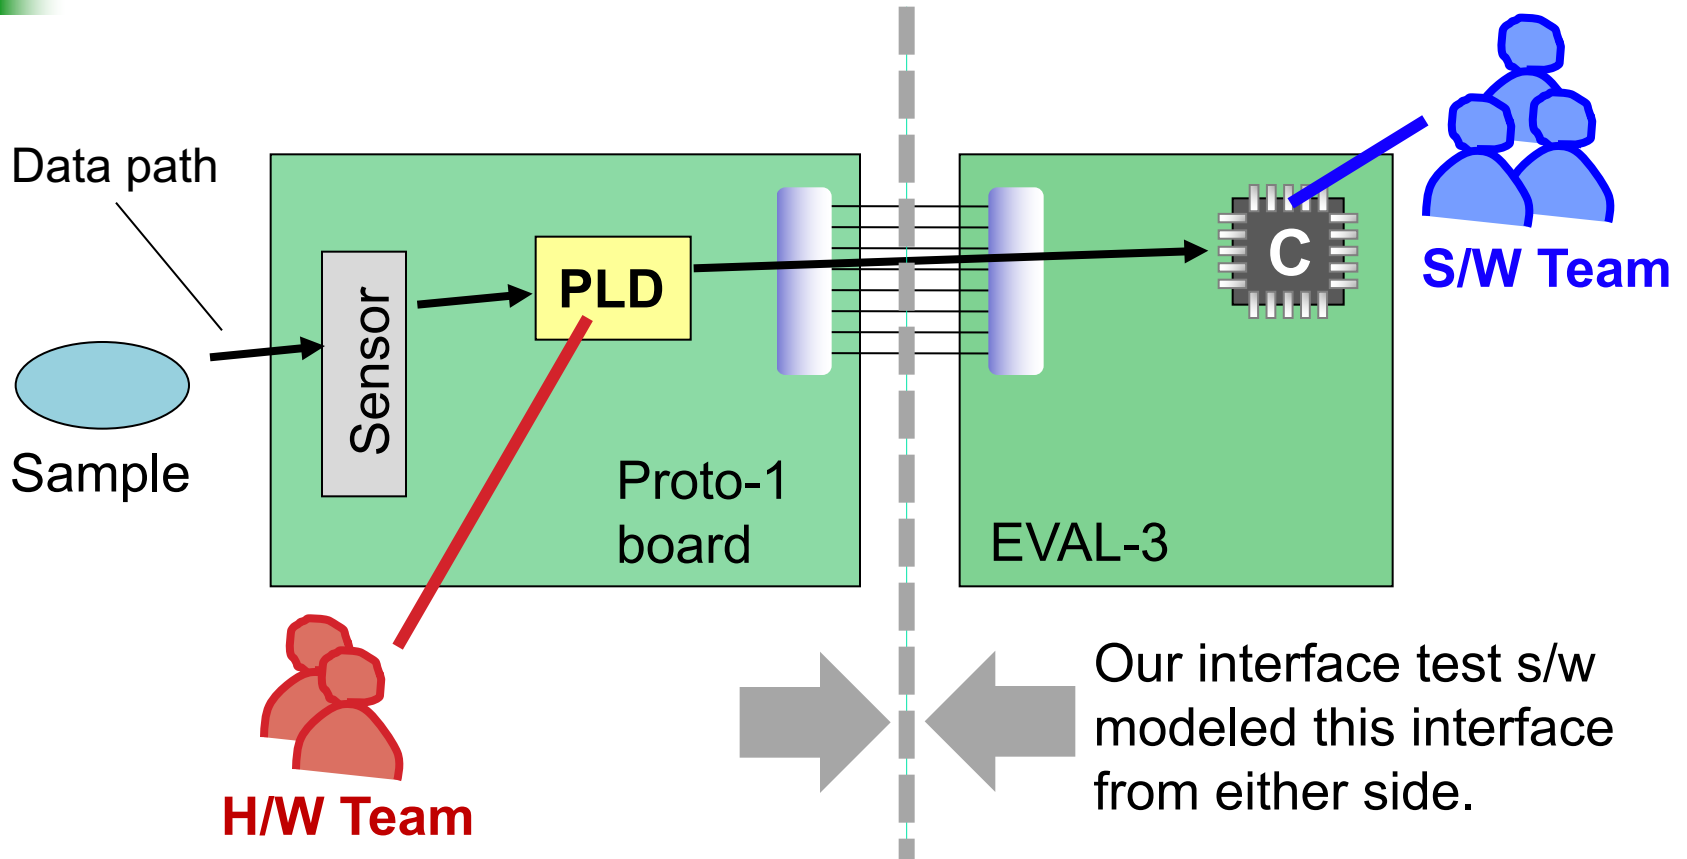 Data path
Sample
Sensor
PLD
Proto-1
board
H/W Team
EVAL-3
C
S/W Team
Our interface test s/w
modeled this interface
from either side.